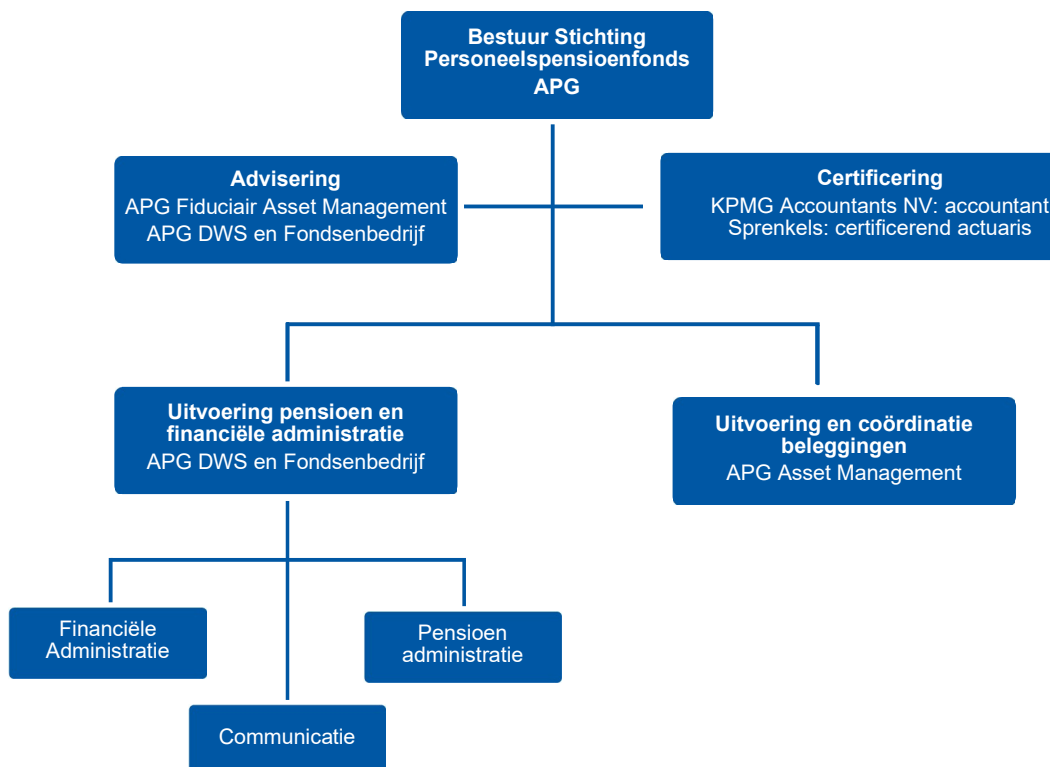 Bestuur Stichting
Personeelspensioenfonds
APG
Advisering
APG Fiduciair Asset Management
APG DWS en Fondsenbedrijf
Certificering
KPMG Accountants NV: accountant
Sprenkels: certificerend actuaris
Uitvoering pensioen en
financiële administratie
APG DWS en Fondsenbedrijf
Uitvoering en coördinatie
beleggingen
APG Asset Management
Financiële
Administratie
Pensioen
administratie
Communicatie